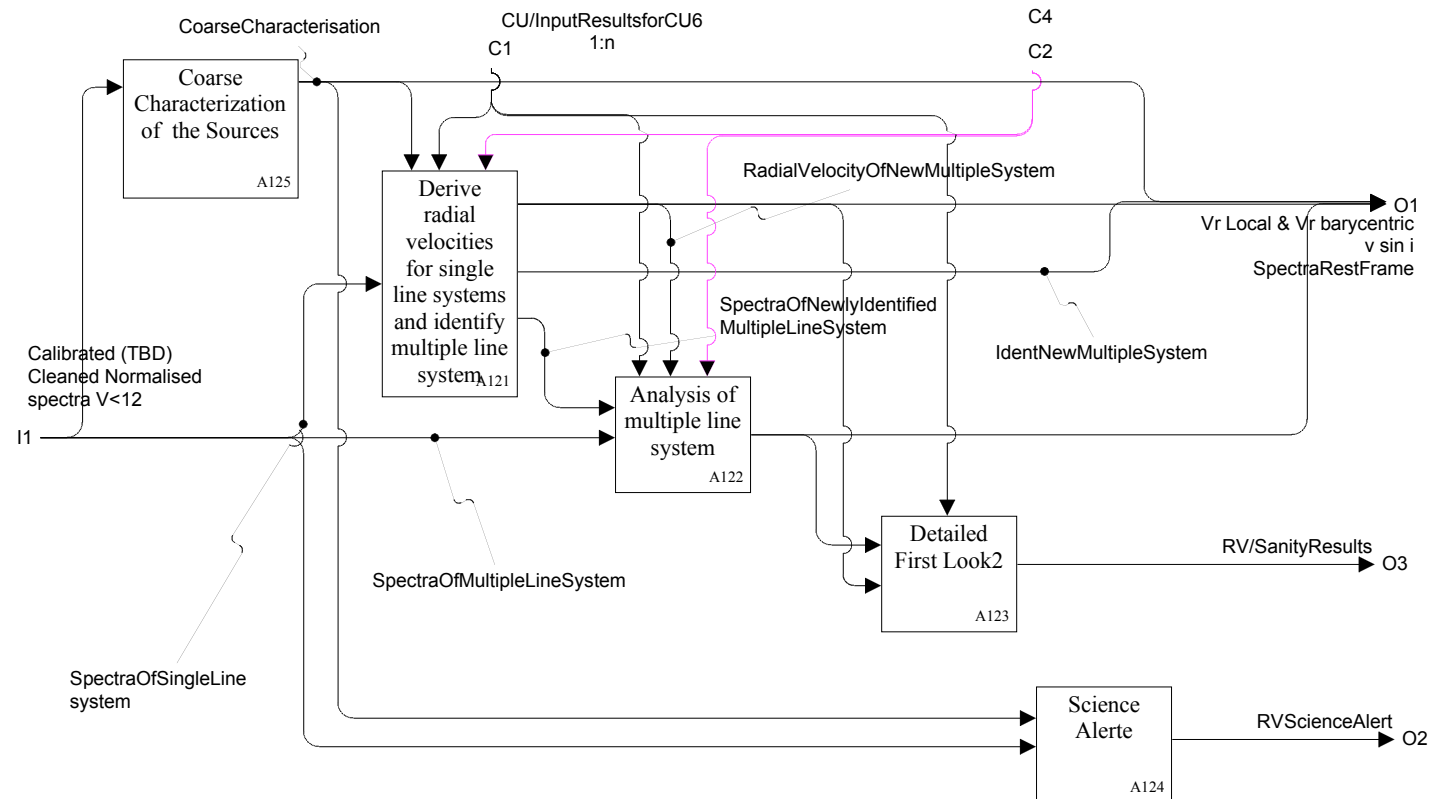 CoarseCharacterisation
CU/InputResultsforCU6
1:n
C1
C4
C2
Coarse
Characterization
of the Sources
A125
Derive
radial
velocities
for single
line systems
and identify
multiple line
system
A121
RadialVelocityOfNewMultipleSystem
O1
Vr Local & Vr barycentric
v sin i
SpectraRestFrame
SpectraOfNewlyIdentified
MultipleLineSystem
IdentNewMultipleSystem
Calibrated (TBD)
Cleaned Normalised
spectra V<12
I1
Analysis of
multiple line
system
A122
SpectraOfMultipleLineSystem
Detailed
First Look2
A123
RV/SanityResults
O3
SpectraOfSingleLine
system
Science
Alerte
A124
RVScienceAlert
O2